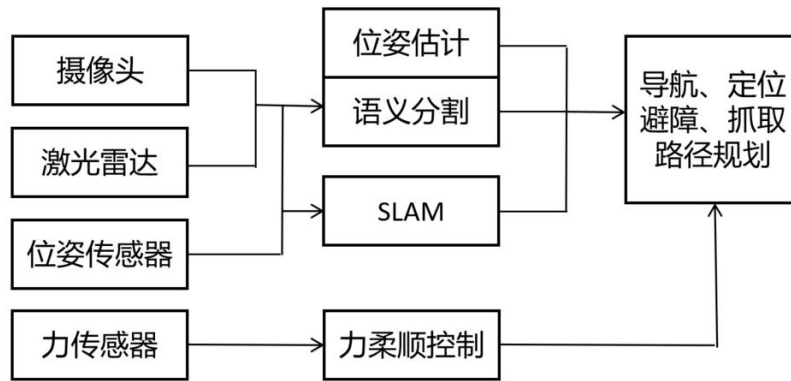 摄像头
激光雷达
位姿传感器
力传感器
位姿估计
语义分割
SLAM
力柔顺控制
导航、定位
避障、抓取
路径规划